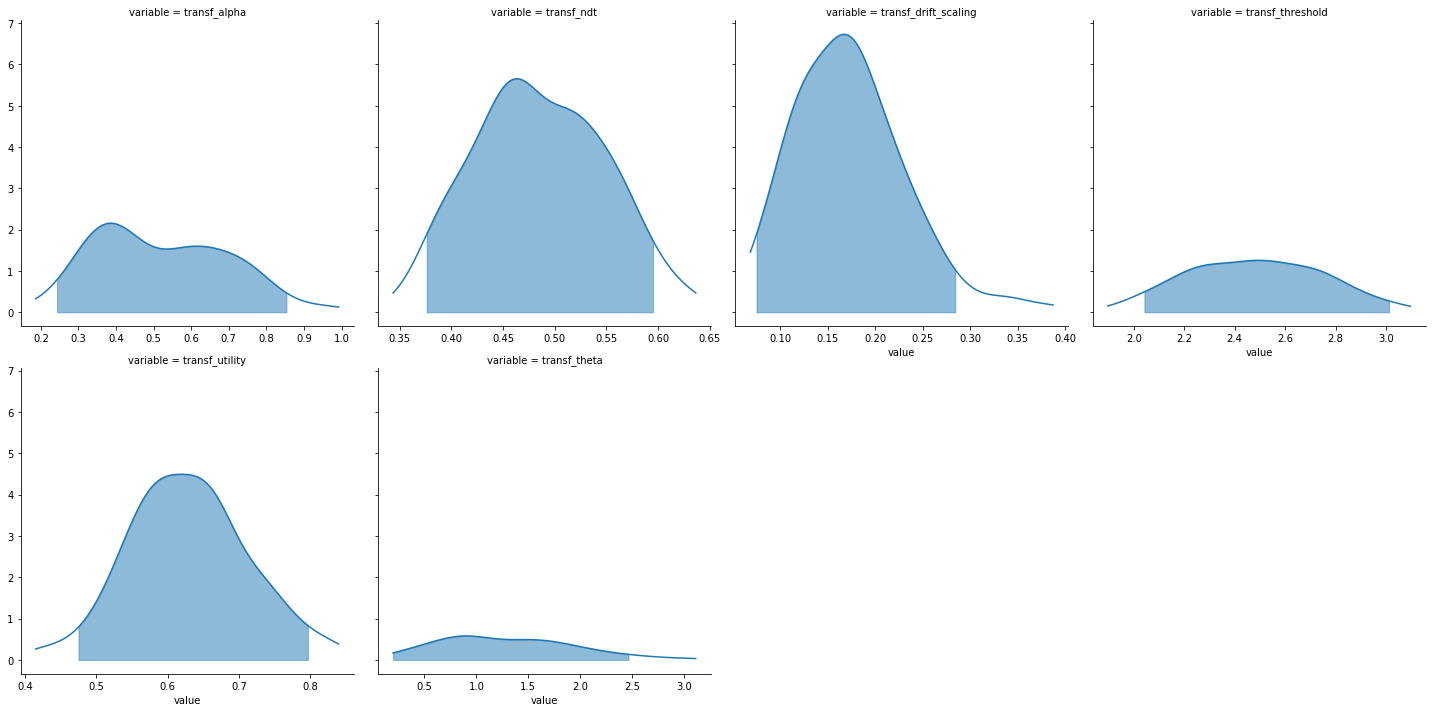 variable = transf_alpha
variable = transf_ndt
variable = transf_drift_scaling
variable = transf_threshold
7
6
5
4
3
2
1
0
0.2 0.3 0.4 0.5 0.6 0.7 0.8 0.9 1.0
0.35 0.40 0.45 0.50 0.55 0.60 0.65
0.10 0.15 0.20 0.25 0.30 0.35 0.40
value
2.0 2.2 2.4 2.6 2.8 3.0
value
variable = transf_utility
variable = transf_theta
7
6
5
4
3
2
1
0
0.4 0.5 0.6 0.7 0.8
value
0.5 1.0 1.5 2.0 2.5 3.0
value